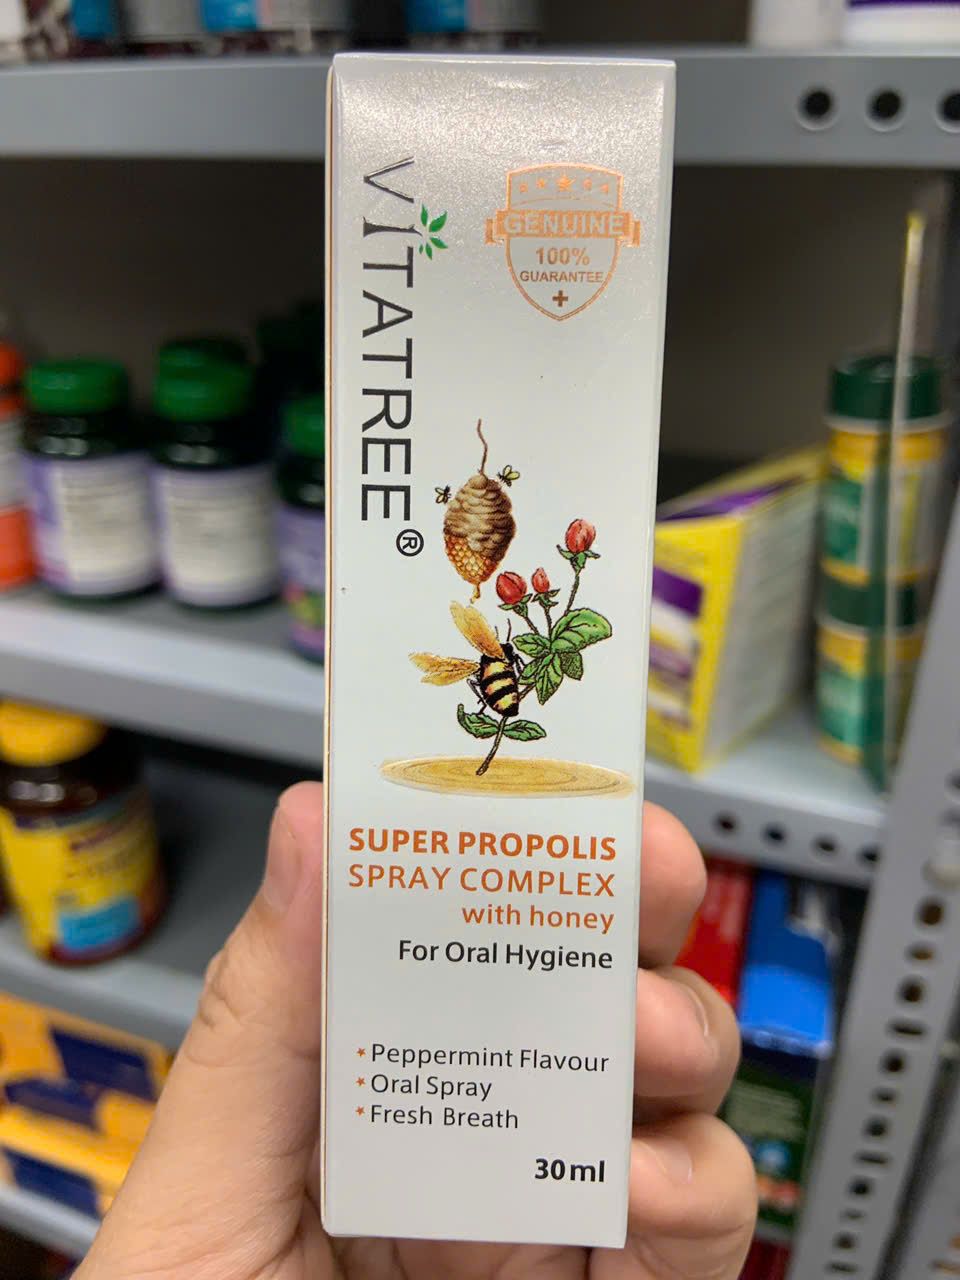 VITATREE®
GENUINE
100%
GUARANTEE
SUPER PROPOLIS
SPRAY COMPLEX
with honey
For Oral Hygiene
Peppermint Flavour
Oral Spray
Fresh Breath
30ml